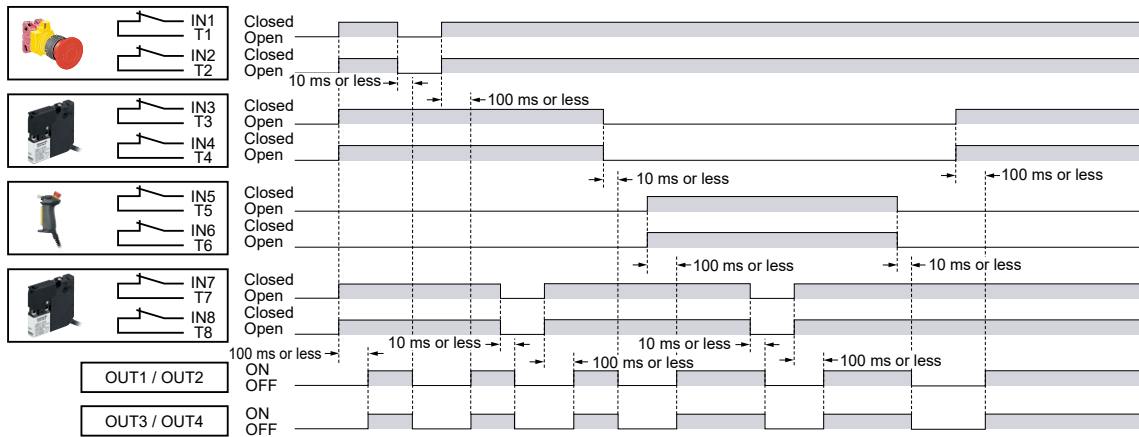 IN1
T1
Closed
Open
IN2
T2
Closed
Open
10 ms or less
100 ms or less
IN3
T3
Closed
Open
IN4
T4
Closed
Open
10 ms or less
100 ms or less
IN5
T5
Closed
Open
IN6
T6
Closed
Open
100 ms or less
10 ms or less
IN7
T7
Closed
Open
IN8
T8
Closed
Open
100 ms or less
10 ms or less
100 ms or less
10 ms or less
100 ms or less
OUT1 / OUT2
ON
OFF
OUT3 / OUT4
ON
OFF